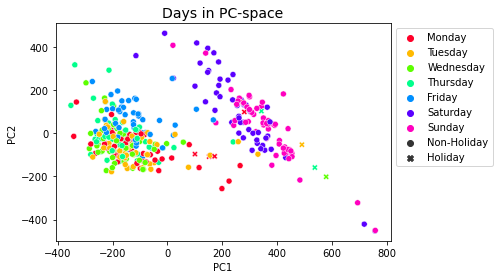 Days in PC-space
PC2
400
200
0
−200
−400
−400
−200
0
200
400
600
800
PC1
Monday
Tuesday
Wednesday
Thursday
Friday
Saturday
Sunday
Non-Holiday
Holiday